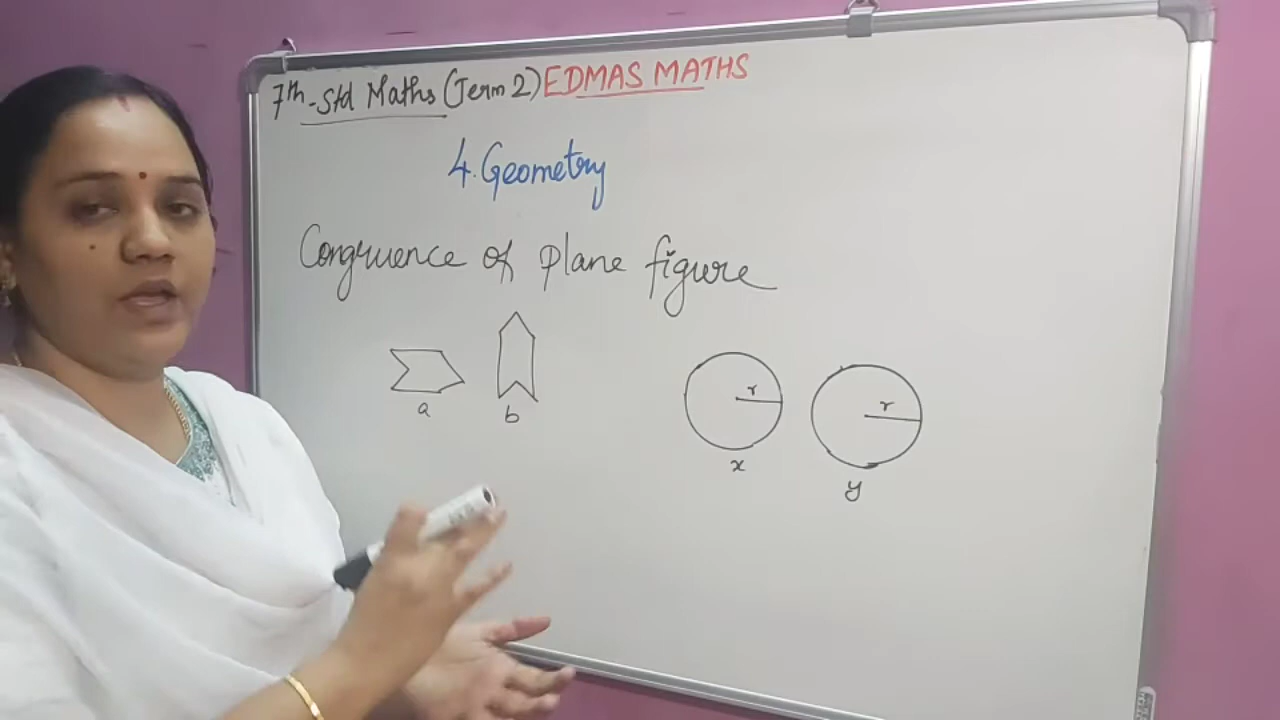 7th-Std Maths (Term 2) EDMAS MATHS
4. Geometry
Congruence of plane figure
a b
r r
x y